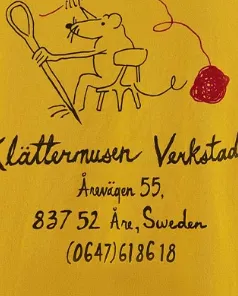 Klättermusen Verkstad
Årevägen 55,
837 52 Åre, Sweden
(0647)618618